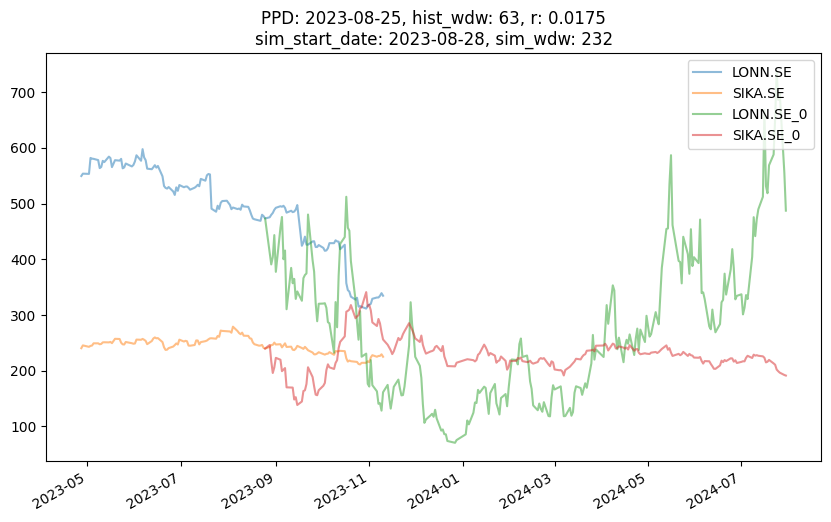 PPD: 2023-08-25, hist_wdw: 63, r: 0.0175
sim_start_date: 2023-08-28, sim_wdw: 232
LONN.SE
SIKA.SE
LONN.SE_0
SIKA.SE_0
700
600
500
400
300
200
100
2023-05
2023-07
2023-09
2023-11
2024-01
2024-03
2024-05
2024-07